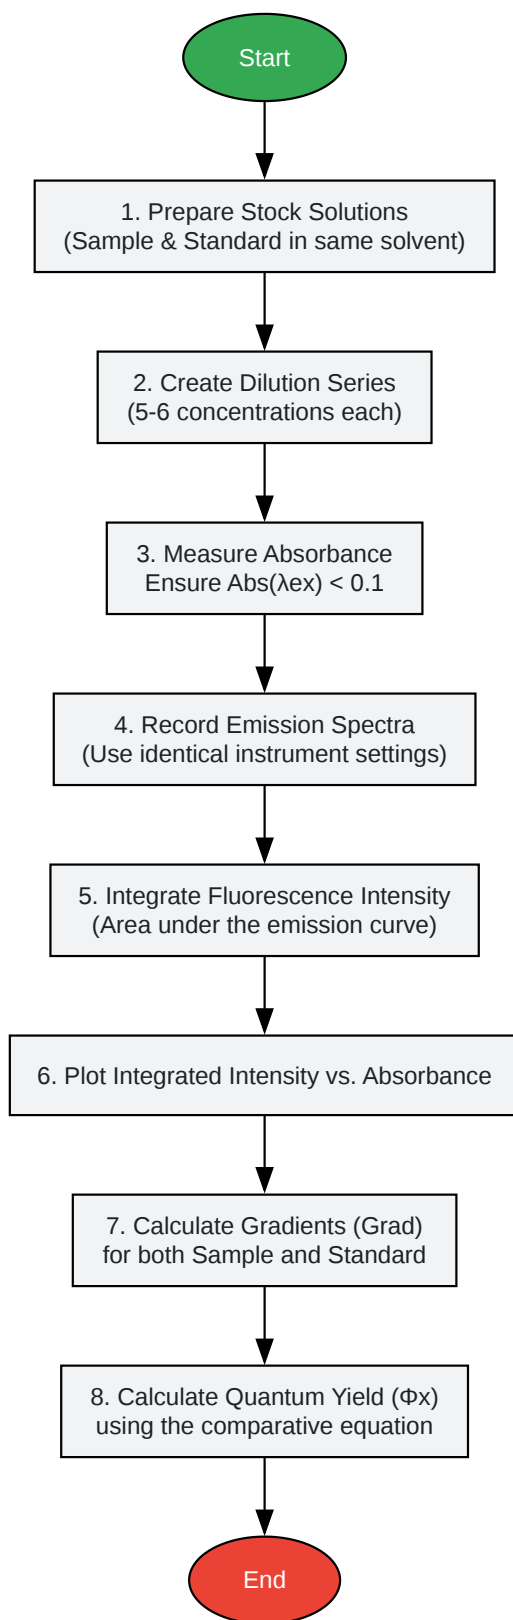 Start
1. Prepare Stock Solutions
(Sample & Standard in same solvent)
2. Create Dilution Series
(5-6 concentrations each)
3. Measure Absorbance
Ensure Abs(λex) < 0.1
4. Record Emission Spectra
(Use identical instrument settings)
5. Integrate Fluorescence Intensity
(Area under the emission curve)
6. Plot Integrated Intensity vs. Absorbance
7. Calculate Gradients (Grad)
for both Sample and Standard
8. Calculate Quantum Yield (Φx)
using the comparative equation
End